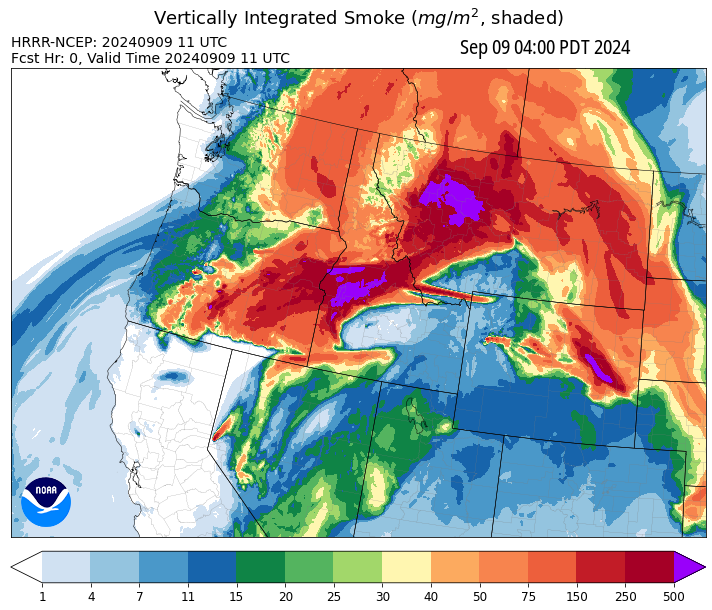 Vertically Integrated Smoke (mg/m², shaded)
HRRR-NCEP: 20240909 11 UTC
Fcst Hr: 0, Valid Time 20240909 11 UTC
Sep 09 04:00 PDT 2024
NOAA
1 4 7 11 15 20 25 30 40 50 75 150 250 500